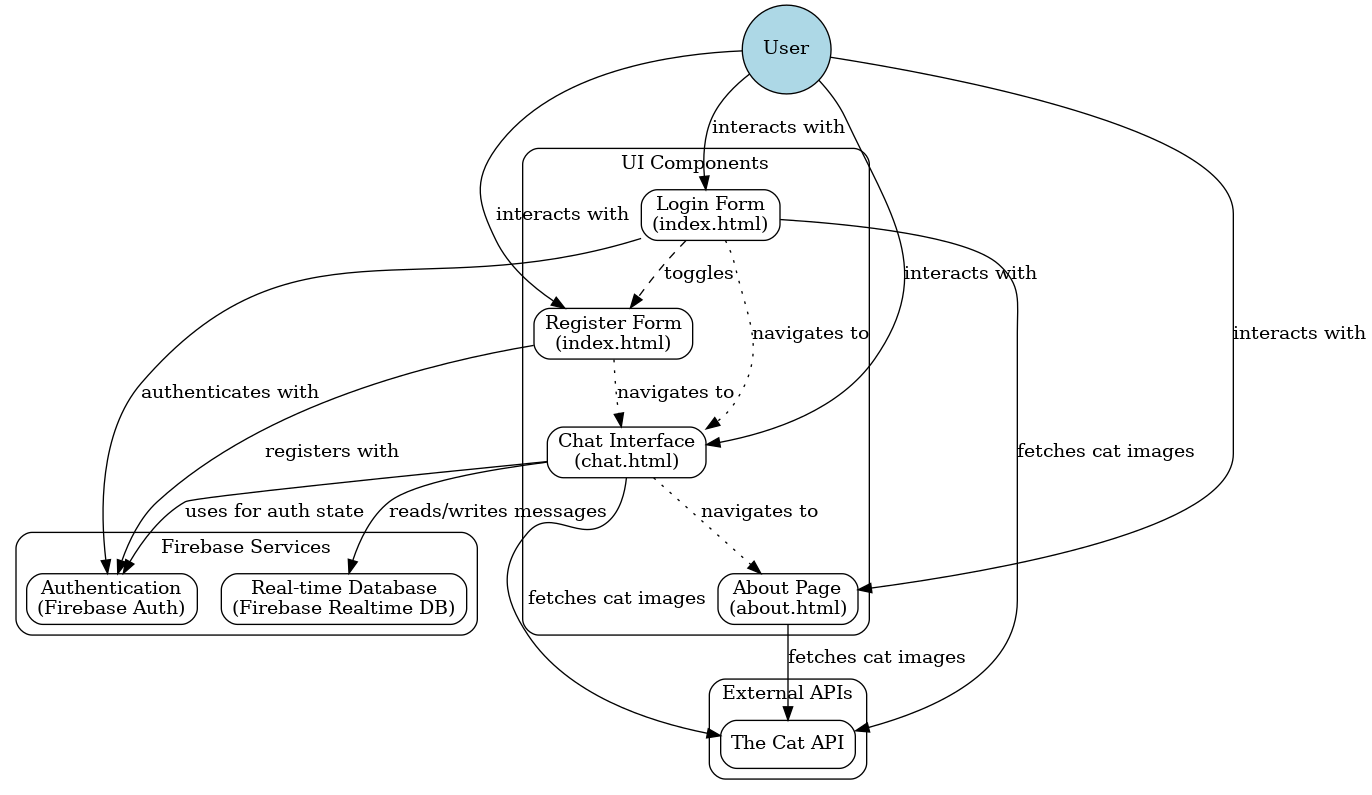 User
interacts with
UI Components
Login Form
(index.html)
interacts with
toggles
interacts with
Register Form
(index.html)
navigates to
interacts with
authenticates with
navigates to
registers with
Chat Interface
(chat.html)
fetches cat images
uses for auth state
reads/writes messages
navigates to
Firebase Services
Authentication
(Firebase Auth)
Real-time Database
(Firebase Realtime DB)
fetches cat images
About Page
(about.html)
fetches cat images
External APIs
The Cat API